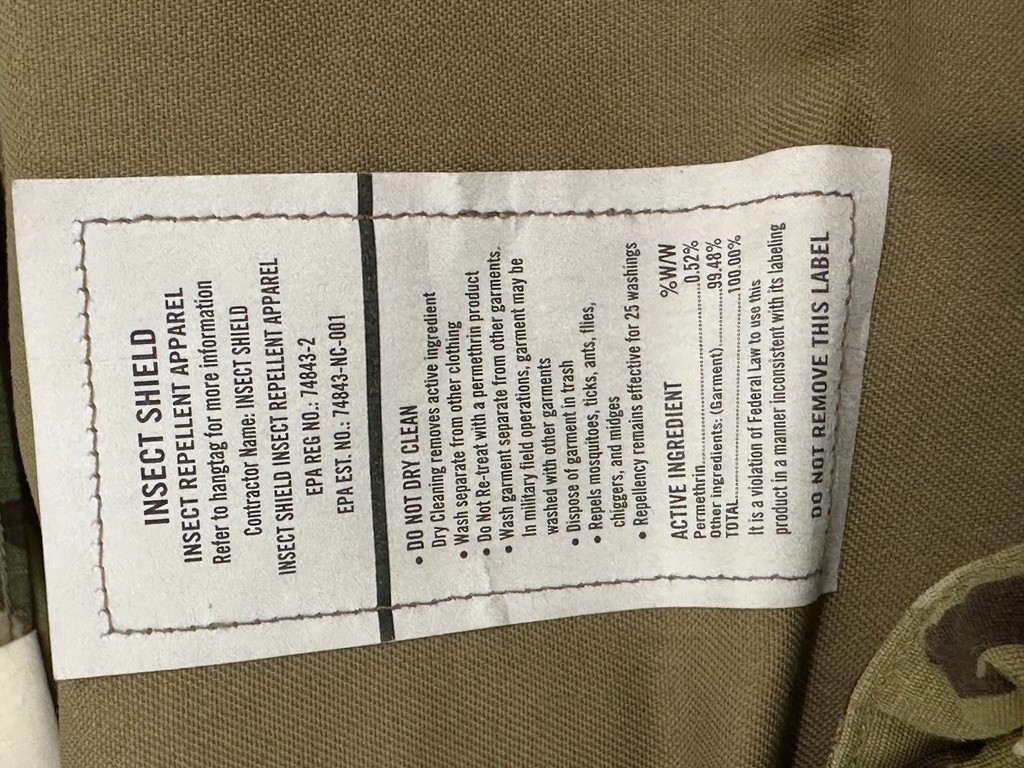 INSECT SHIELD
INSECT REPELLENT APPAREL
Refer to hangtag for more information
Contractor Name: INSECT SHIELD
INSECT SHIELD INSECT REPELLENT APPAREL
EPA REG NO.: 74843-2
EPA EST. NO.: 74843-NC-001
• DO NOT DRY CLEAN
Dry Cleaning removes active ingredient
• Wash separate from other clothing
• Do Not Re-treat with a permethrin product
• Wash garment separate from other garments.
In military field operations, garment may be
washed with other garments
• Dispose of garment in trash
• Repels mosquitoes, ticks, ants, flies,
chiggers, and midges
• Repellency remains effective for 25 washings
ACTIVE INGREDIENT %W/W
Permethrin..............................0.52%
Other ingredients: (Garment)..............99.48%
TOTAL..............................100.00%
It is a violation of Federal Law to use this
product in a manner inconsistent with its labeling
DO NOT REMOVE THIS LABEL